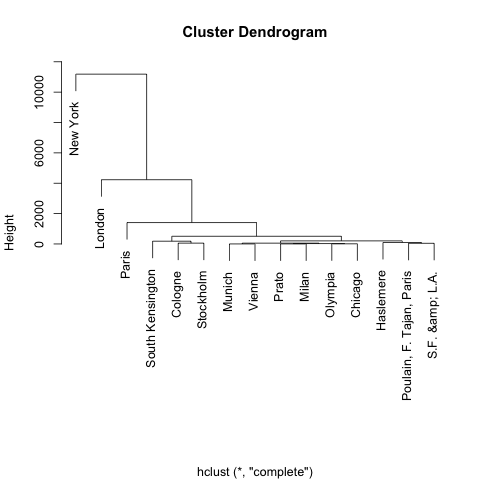 Cluster Dendrogram
Height
0
2000
6000
10000
New York
London
Paris
South Kensington
Cologne
Stockholm
Munich
Vienna
Prato
Milan
Olympia
Chicago
Haslemere
Poulain, F. Tajan, Paris
S.F. &amp; L.A.
hclust (*, "complete")